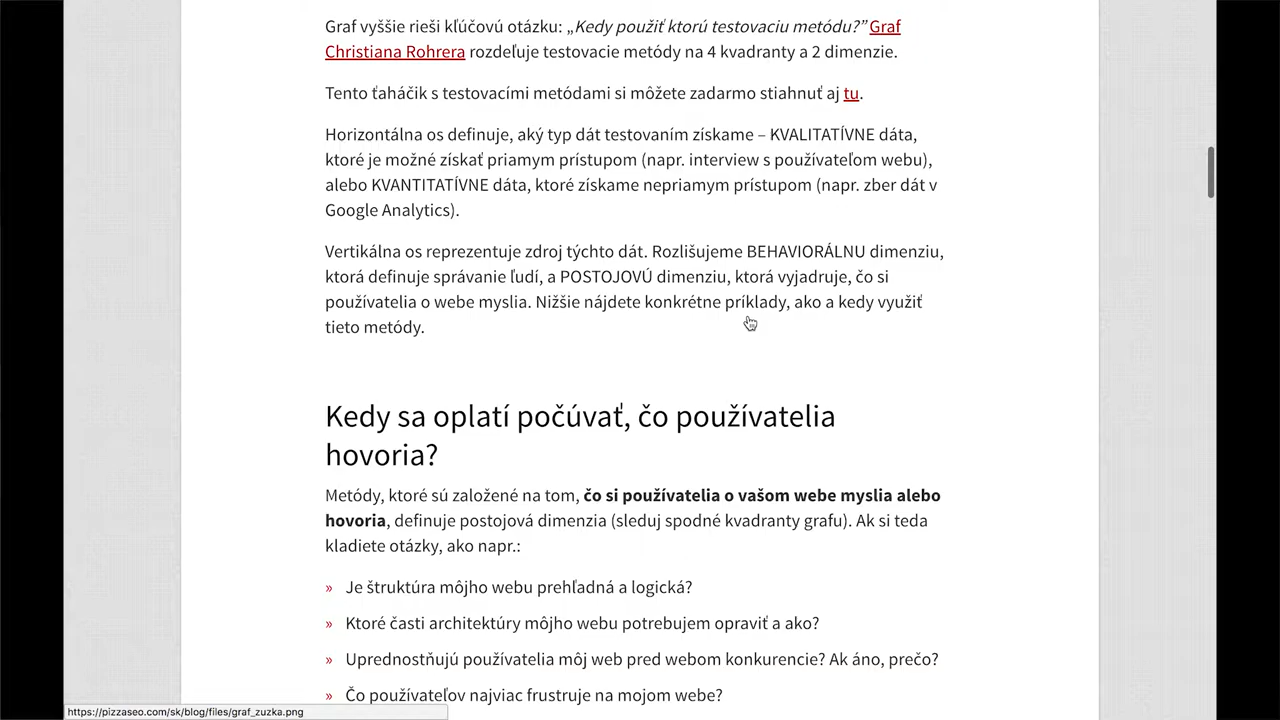 Graf vyššie rieši kľúčovú otázku: „Kedy použiť ktorú testovaciu metódu?” Graf
Christiana Rohrera rozdeľuje testovacie metódy na 4 kvadranty a 2 dimenzie.
Tento ťaháčik s testovacími metódami si môžete zadarmo stiahnuť aj tu.
Horizontálna os definuje, aký typ dát testovaním získame – KVALITATÍVNE dáta,
ktoré je možné získať priamym prístupom (napr. interview s používateľom webu),
alebo KVANTITATÍVNE dáta, ktoré získame nepriamym prístupom (napr. zber dát v
Google Analytics).
Vertikálna os reprezentuje zdroj týchto dát. Rozlišujeme BEHAVIORÁLNU dimenziu,
ktorá definuje správanie ľudí, a POSTOJOVÚ dimenziu, ktorá vyjadruje, čo si
používatelia o webe myslia. Nižšie nájdete konkrétne príklady, ako a kedy využiť
tieto metódy.
Kedy sa oplatí počúvať, čo používatelia
hovoria?
Metódy, ktoré sú založené na tom, čo si používatelia o vašom webe myslia alebo
hovoria, definuje postojová dimenzia (sleduj spodné kvadranty grafu). Ak si teda
kladiete otázky, ako napr.:
» Je štruktúra môjho webu prehľadná a logická?
» Ktoré časti architektúry môjho webu potrebujem opraviť a ako?
» Uprednostňujú používatelia môj web pred webom konkurencie? Ak áno, prečo?
» Čo používateľov najviac frustruje na mojom webe?
https://pizzaseo.com/sk/blog/files/graf_zuzka.png